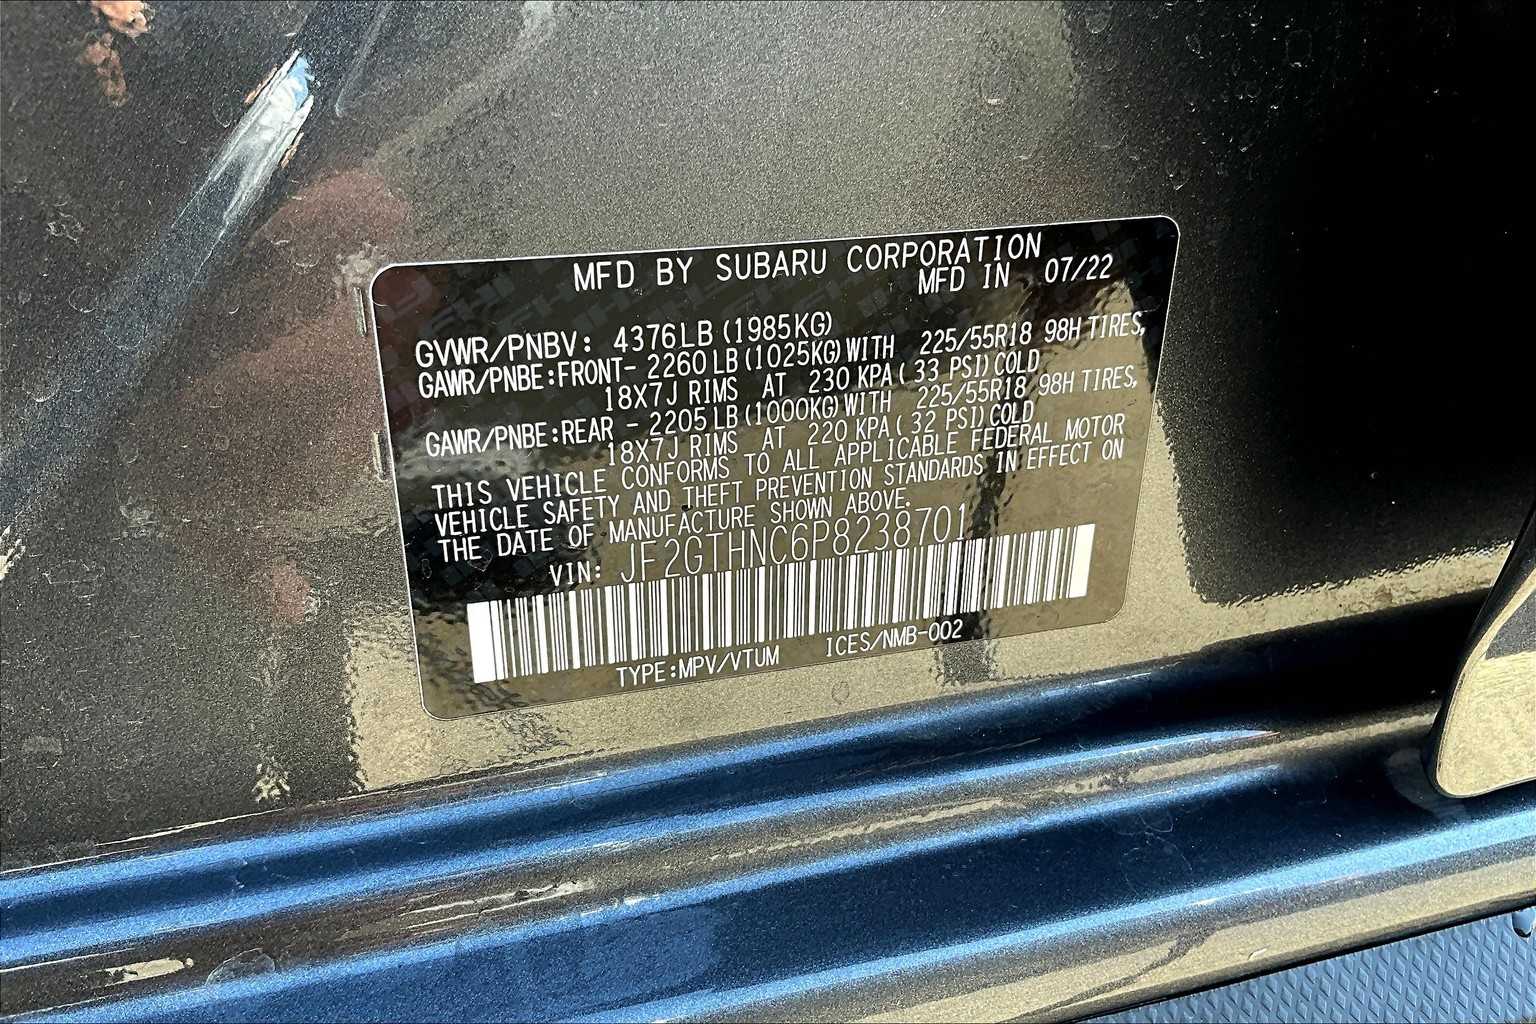 MFD BY SUBARU CORPORATION
MFD IN 07/22
GVWR/PNBV: 4376LB (1985KG)
GAWR/PNBE:FRONT- 2260 LB (1025KG) WITH 225/55R18 98H TIRES,
18X7J RIMS AT 230 KPA ( 33 PSI) COLD
GAWR/PNBE:REAR - 2205 LB (1000KG) WITH 225/55R18 98H TIRES,
18X7J RIMS AT 220 KPA ( 32 PSI) COLD
THIS VEHICLE CONFORMS TO ALL APPLICABLE FEDERAL MOTOR
VEHICLE SAFETY AND THEFT PREVENTION STANDARDS IN EFFECT ON
THE DATE OF MANUFACTURE SHOWN ABOVE.
VIN: JF2GTHNC6P8238701
TYPE:MPV/VTUM ICES/NMB-002